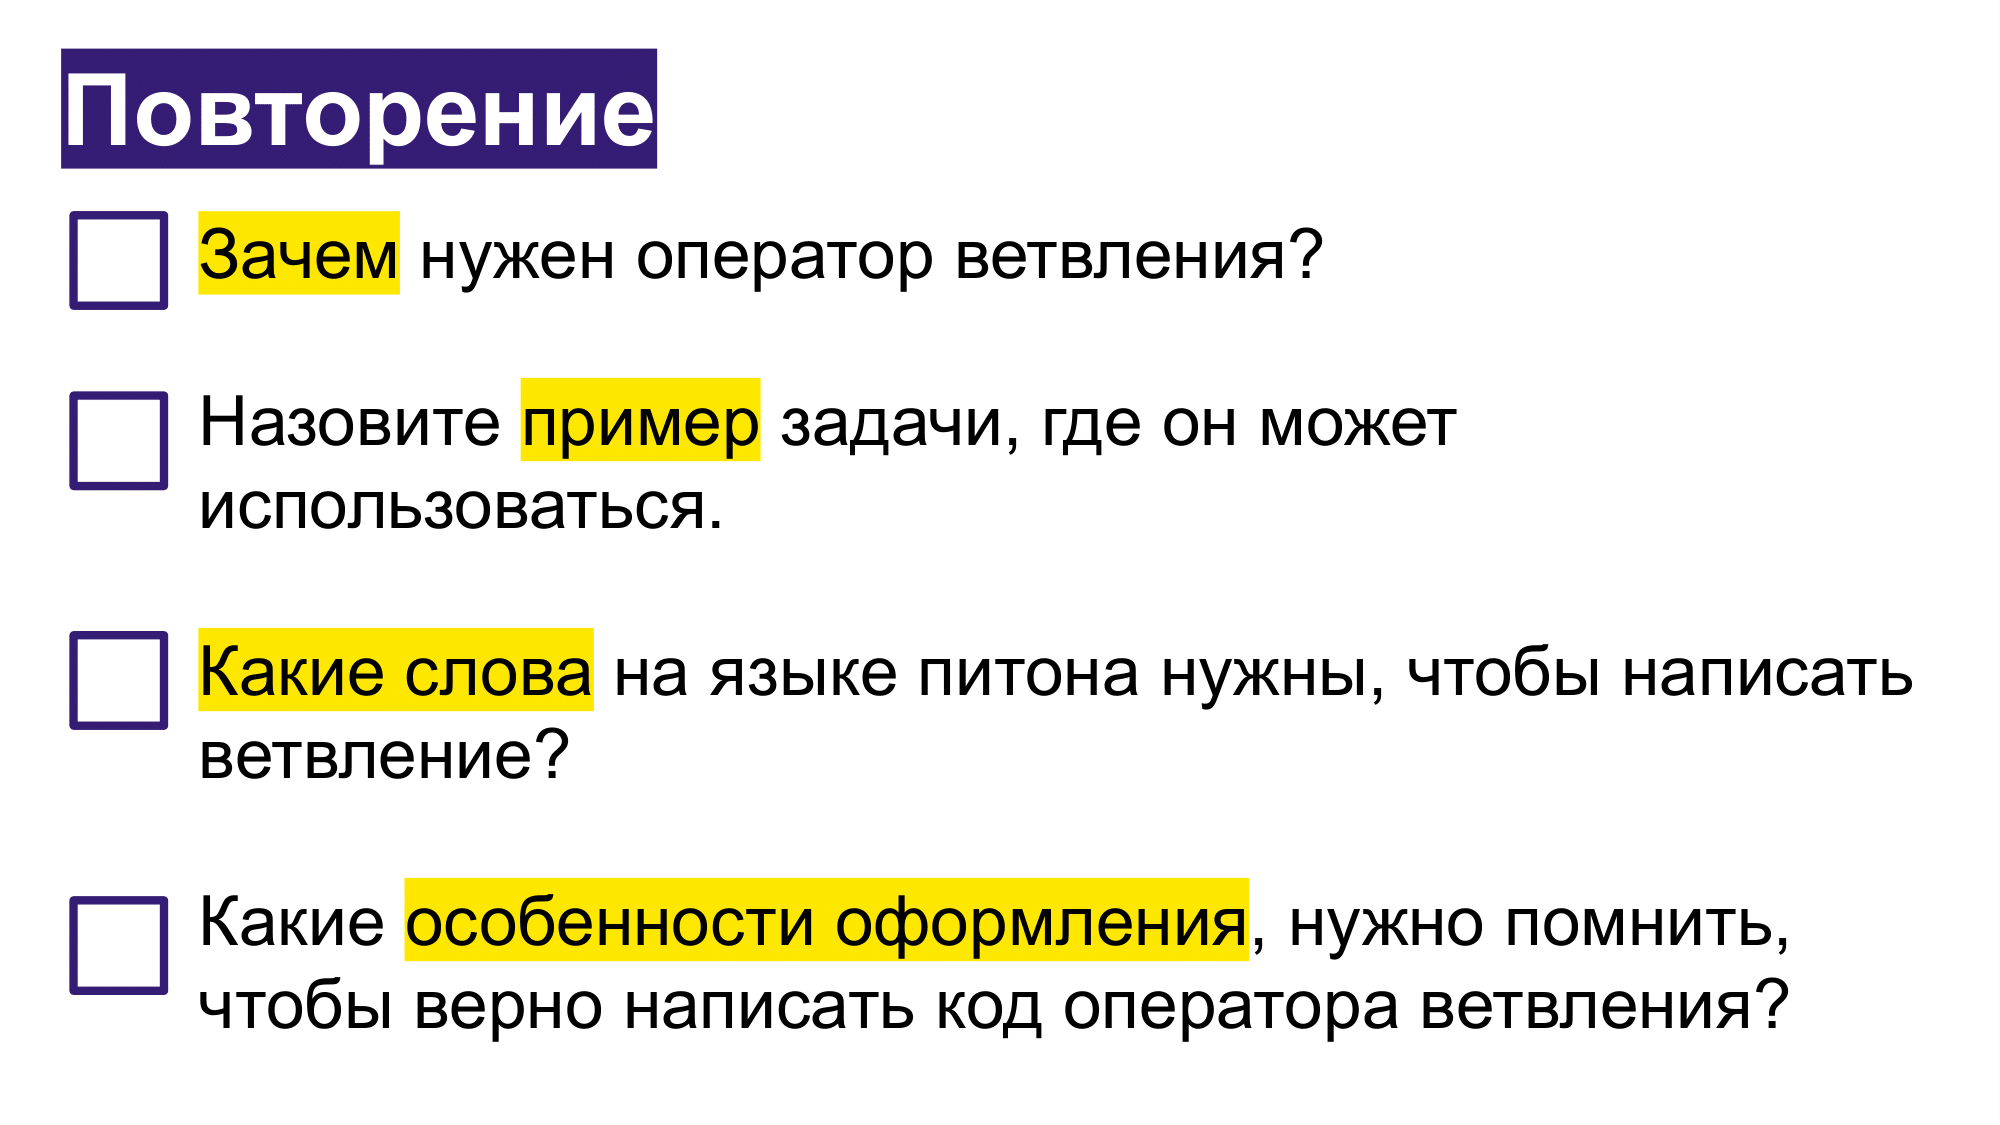 Повторение
Зачем нужен оператор ветвления?
Назовите пример задачи, где он может
использоваться.
Какие слова на языке питона нужны, чтобы написать
ветвление?
Какие особенности оформления, нужно помнить,
чтобы верно написать код оператора ветвления?